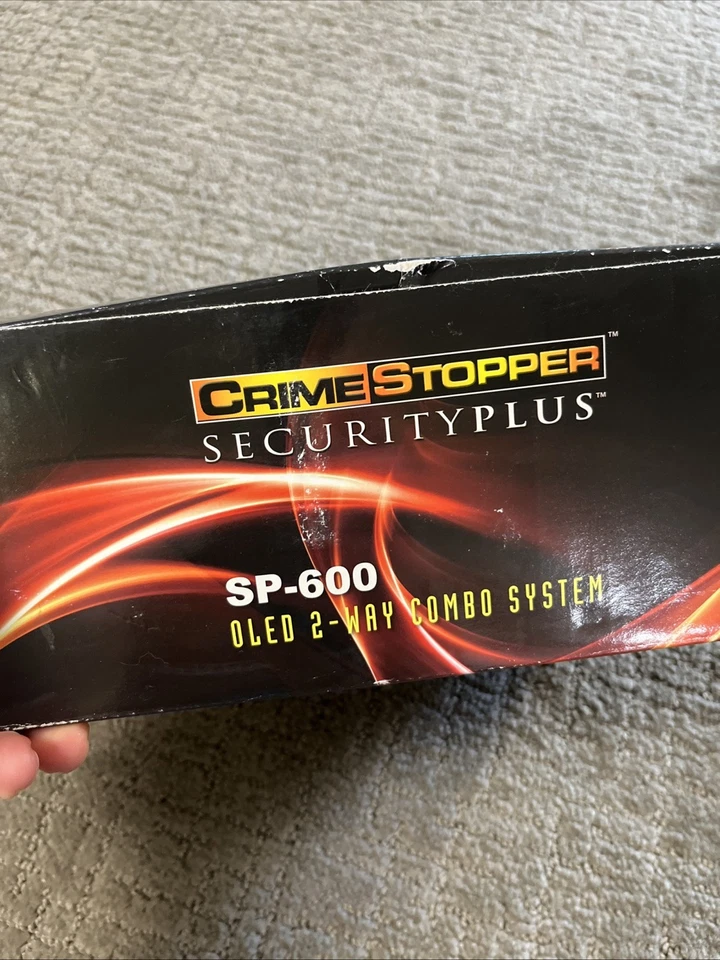 CRIMESTOPPER™
SECURITYPLUS™
SP-600
OLED 2-WAY COMBO SYSTEM